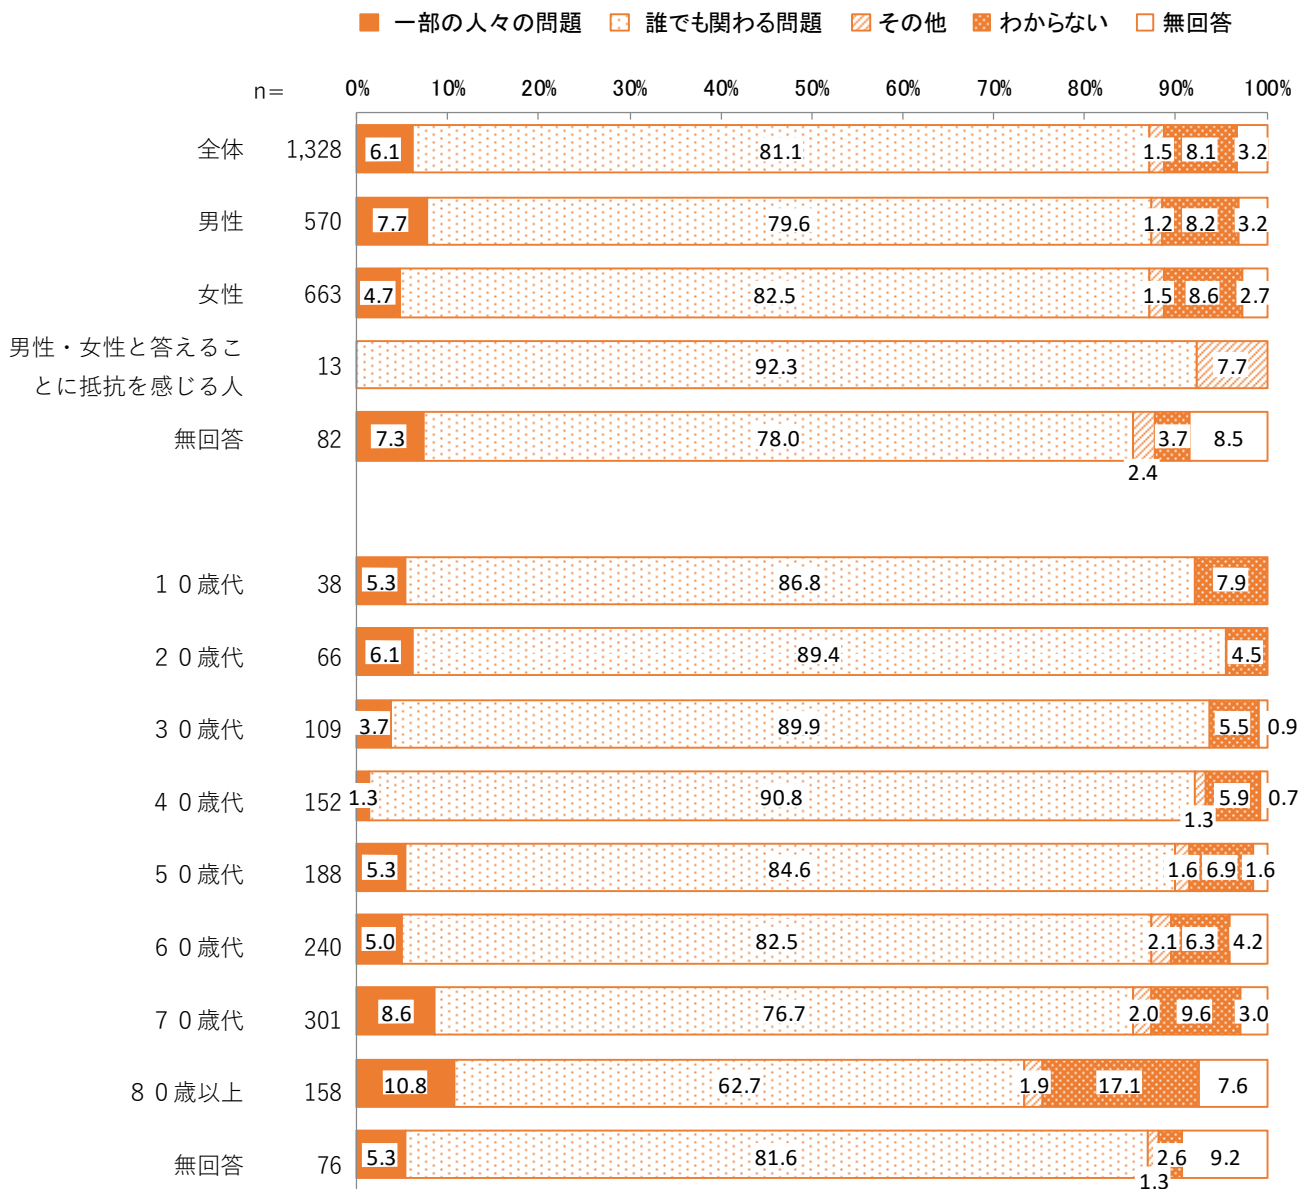 一部の人々の問題 誰でも関わる問題 その他 わからない 無回答
n＝ 0% 10% 20% 30% 40% 50% 60% 70% 80% 90% 100%
全体 1,328 6.1 81.1 1.5 8.1 3.2
男性 570 7.7 79.6 1.2 8.2 3.2
女性 663 4.7 82.5 1.5 8.6 2.7
男性・女性と答えるこ
とに抵抗を感じる人 13 92.3 7.7
無回答 82 7.3 78.0 2.4 3.7 8.5
１０歳代 38 5.3 86.8 7.9
２０歳代 66 6.1 89.4 4.5
３０歳代 109 3.7 89.9 5.5 0.9
４０歳代 152 1.3 90.8 1.3 5.9 0.7
５０歳代 188 5.3 84.6 1.6 6.9 1.6
６０歳代 240 5.0 82.5 2.1 6.3 4.2
７０歳代 301 8.6 76.7 2.0 9.6 3.0
８０歳以上 158 10.8 62.7 1.9 17.1 7.6
無回答 76 5.3 81.6 1.3 2.6 9.2